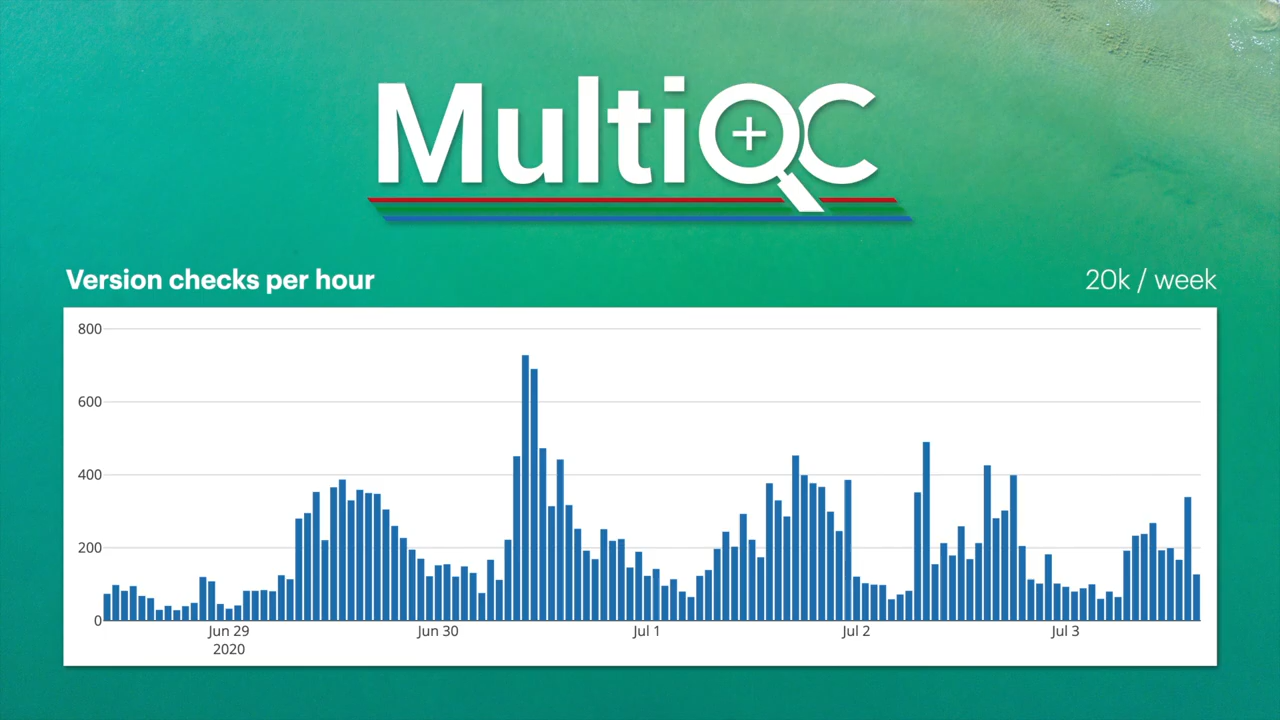 MultiQC
Version checks per hour
20k / week
800
600
400
200
0
Jun 29
2020
Jun 30
Jul 1
Jul 2
Jul 3